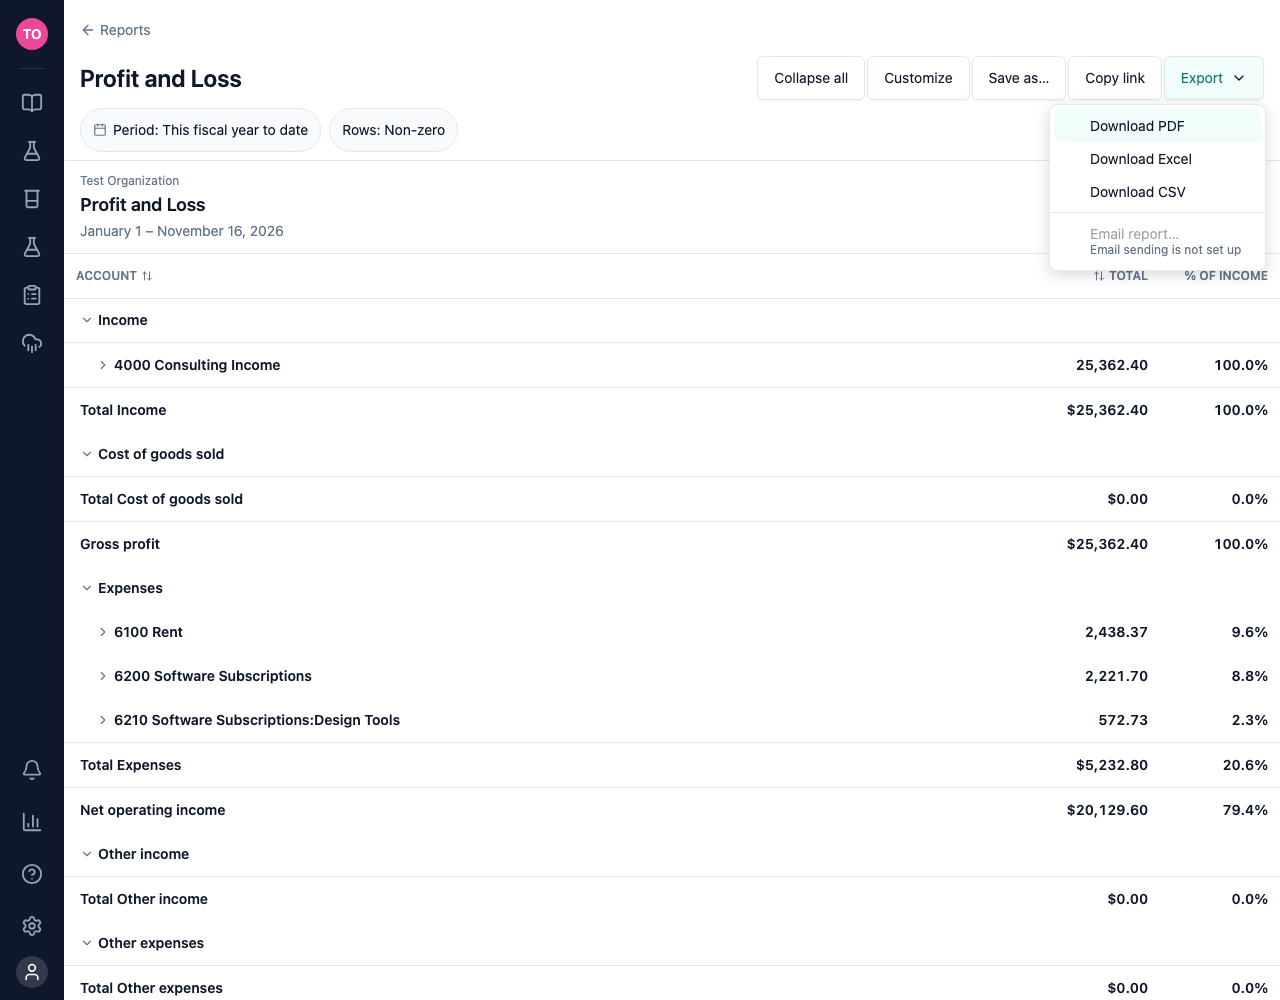 TO
Reports
Profit and Loss
Collapse all
Customize
Save as...
Copy link
Export
Period: This fiscal year to date
Rows: Non-zero
Download PDF
Download Excel
Download CSV
Email report...
Email sending is not set up
Test Organization
Profit and Loss
January 1 – November 16, 2026
ACCOUNT TOTAL % OF INCOME
Income
4000 Consulting Income 25,362.40 100.0%
Total Income $25,362.40 100.0%
Cost of goods sold
Total Cost of goods sold $0.00 0.0%
Gross profit $25,362.40 100.0%
Expenses
6100 Rent 2,438.37 9.6%
6200 Software Subscriptions 2,221.70 8.8%
6210 Software Subscriptions:Design Tools 572.73 2.3%
Total Expenses $5,232.80 20.6%
Net operating income $20,129.60 79.4%
Other income
Total Other income $0.00 0.0%
Other expenses
Total Other expenses $0.00 0.0%